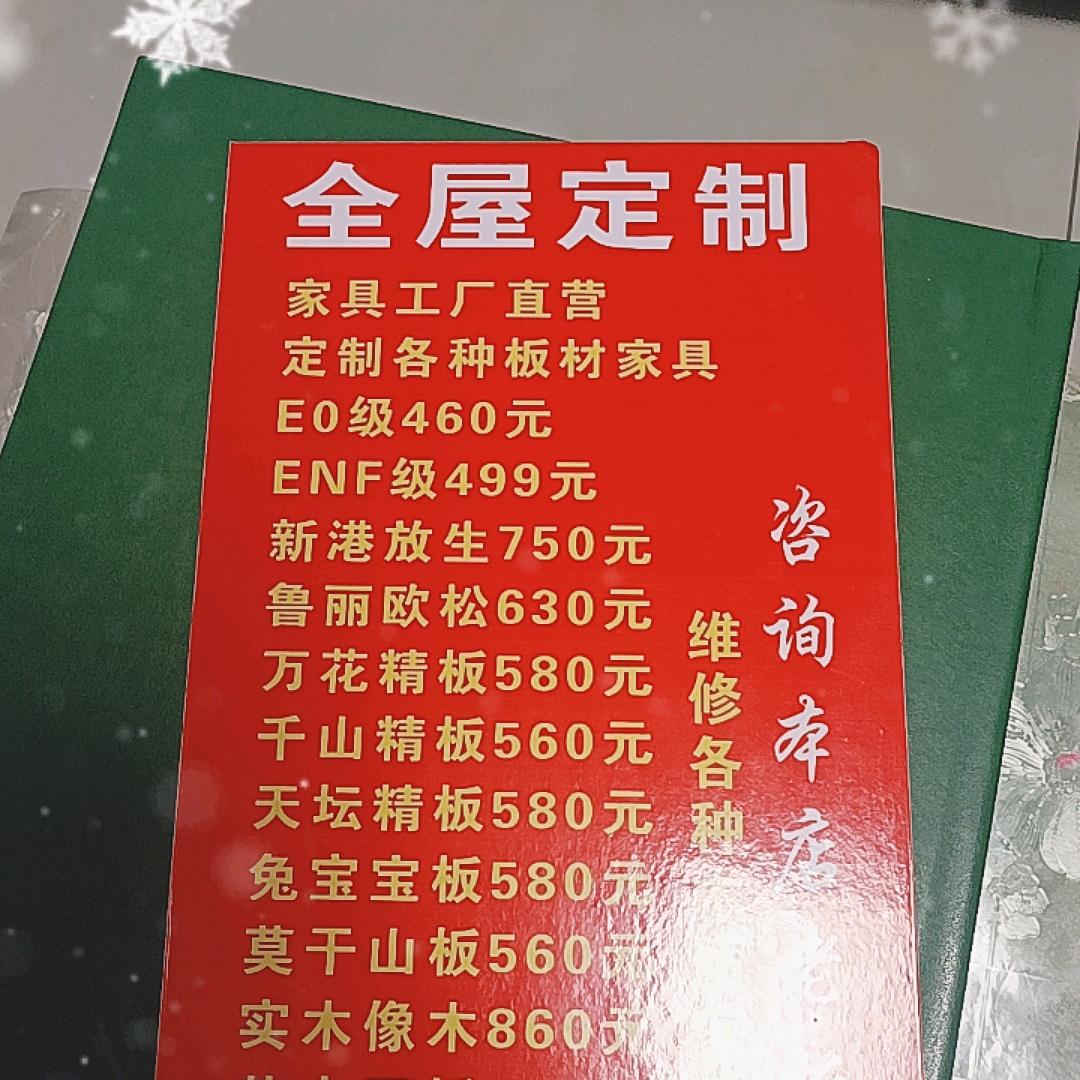 全屋定制
家具工厂直营
定制各种板材家具
E0级460元
ENF级499元
新港放生750元
鲁丽欧松630元
万花精板580元
千山精板560元
天坛精板580元
兔宝宝板580元
莫干山板560元
实木像木860元
维修各种
咨询本店